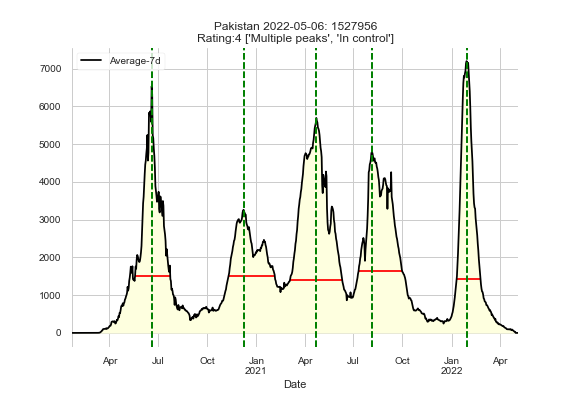 Pakistan 2022-05-06: 1527956
Rating:4 ['Multiple peaks', 'In control']
Average-7d
7000
6000
5000
4000
3000
2000
1000
0
Apr Jul Oct Jan Apr Jul Oct Jan Apr
2021 2022
Date